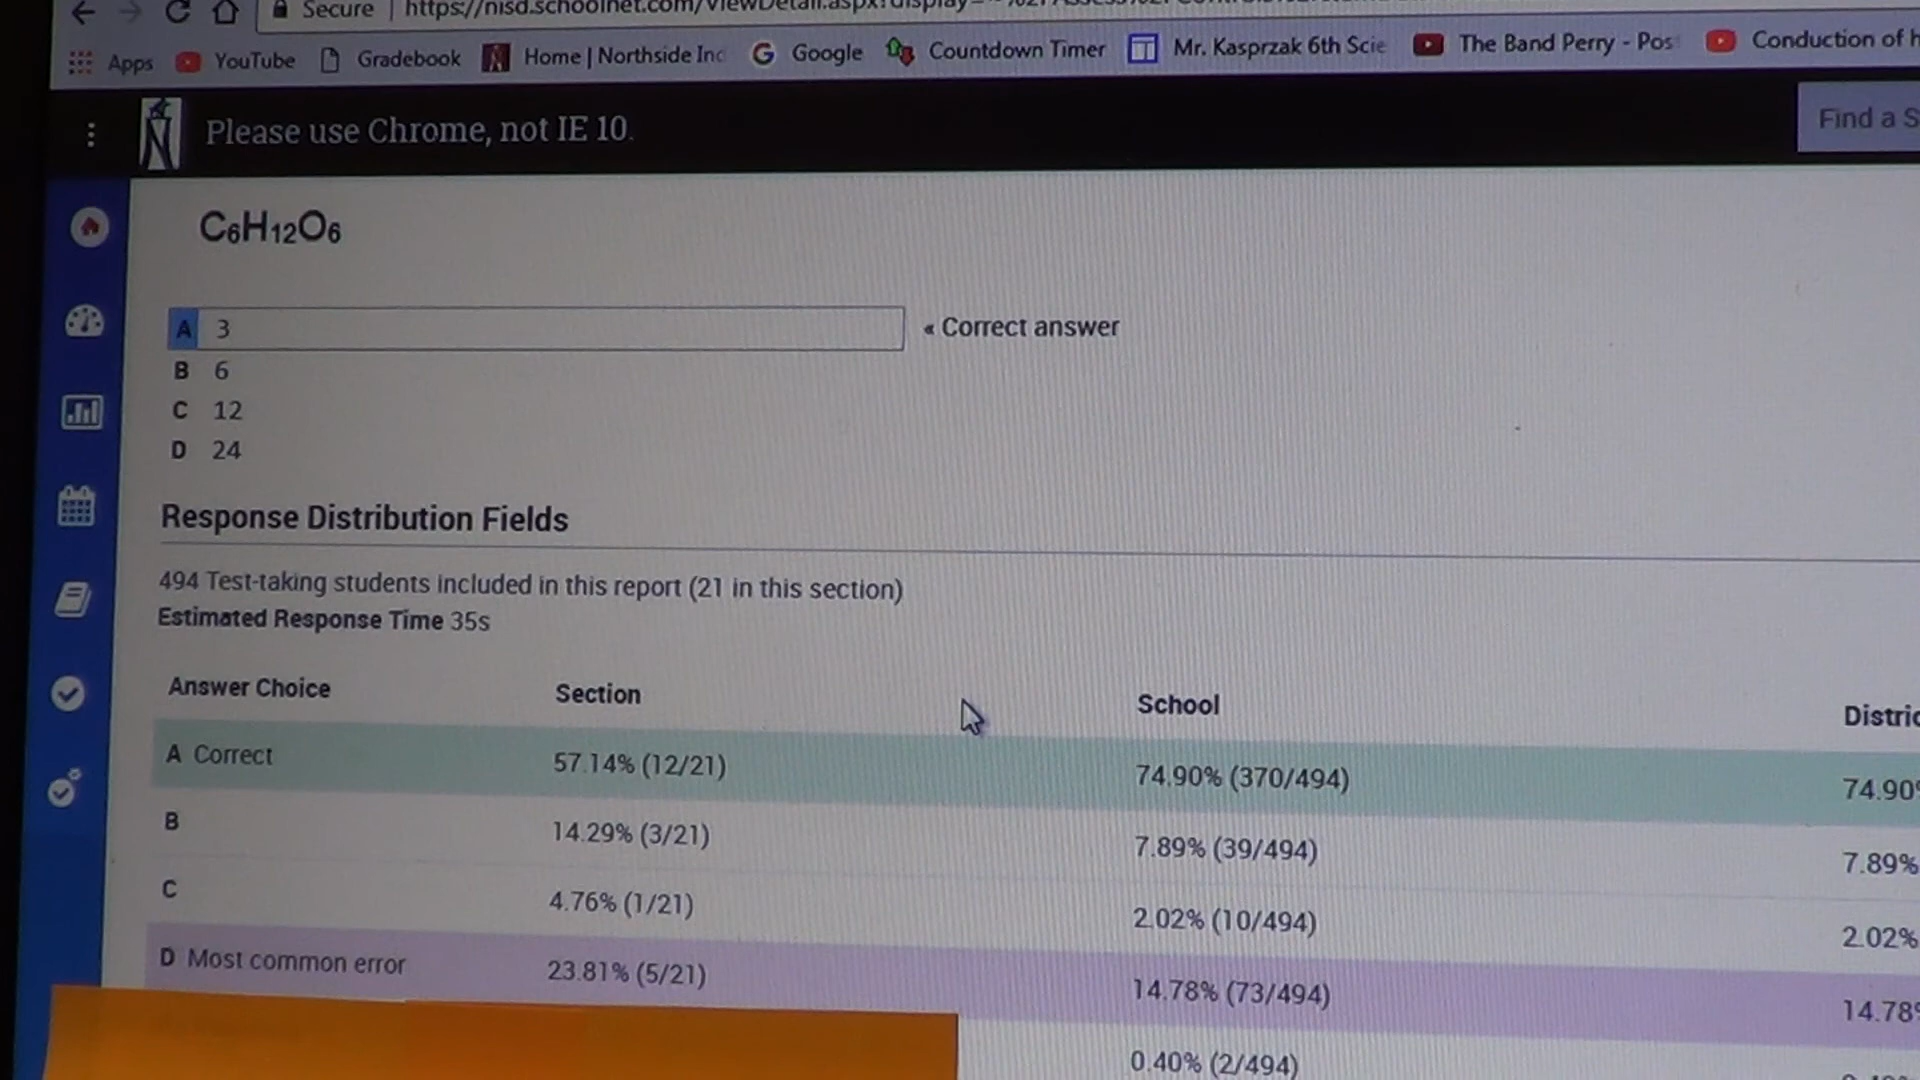 Secure | https://nisd.schoolnet.com/ViewDetail.aspx?display=
Apps YouTube Gradebook Home | Northside Inc Google Countdown Timer Mr. Kasprzak 6th Scie The Band Perry - Pos Conduction of h
Please use Chrome, not IE 10. Find a S
C₆H₁₂O₆
A 3 « Correct answer
B 6
C 12
D 24
Response Distribution Fields
494 Test-taking students included in this report (21 in this section)
Estimated Response Time 35s
Answer Choice Section School Distric
A Correct 57.14% (12/21) 74.90% (370/494) 74.90%
B 14.29% (3/21) 7.89% (39/494) 7.89%
C 4.76% (1/21) 2.02% (10/494) 2.02%
D Most common error 23.81% (5/21) 14.78% (73/494) 14.78%
0.40% (2/494)